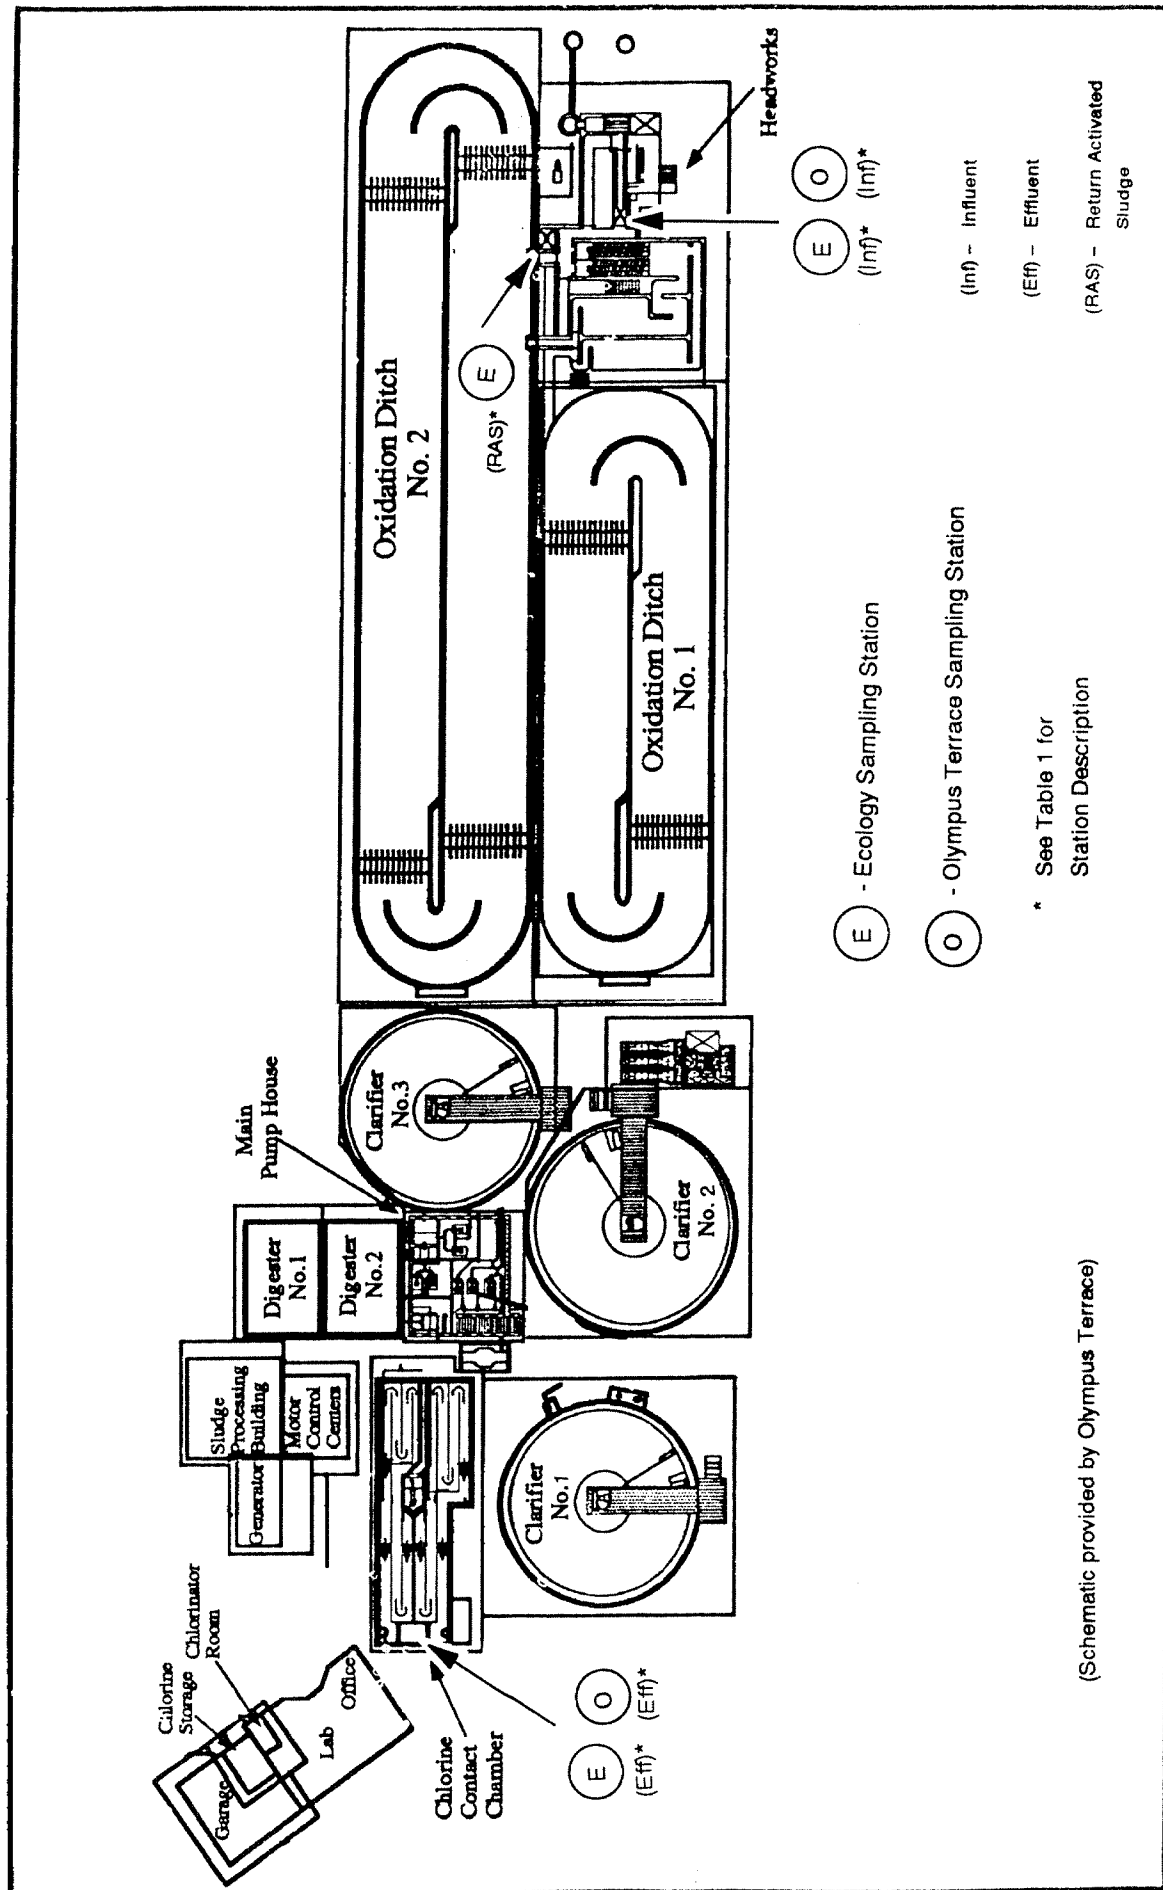 Garage
Chlorine
Storage
Chlorinator
Room
Lab
Office
Sludge
Processing
Building
Generator
Motor
Control
Centers
Digester
No.1
Digester
No.2
Main
Pump House
Chlorine
Contact
Chamber
E
(Eff)*
O
(Eff)*
Clarifier
No.1
Clarifier
No. 2
Clarifier
No.3
Oxidation Ditch
No. 2
Oxidation Ditch
No. 1
E
(RAS)*
Headworks
E
(Inf)*
O
(Inf)*
E - Ecology Sampling Station
O - Olympus Terrace Sampling Station
* See Table 1 for
Station Description
(Inf) – Influent
(Eff) – Effluent
(RAS) – Return Activated
Sludge
(Schematic provided by Olympus Terrace)